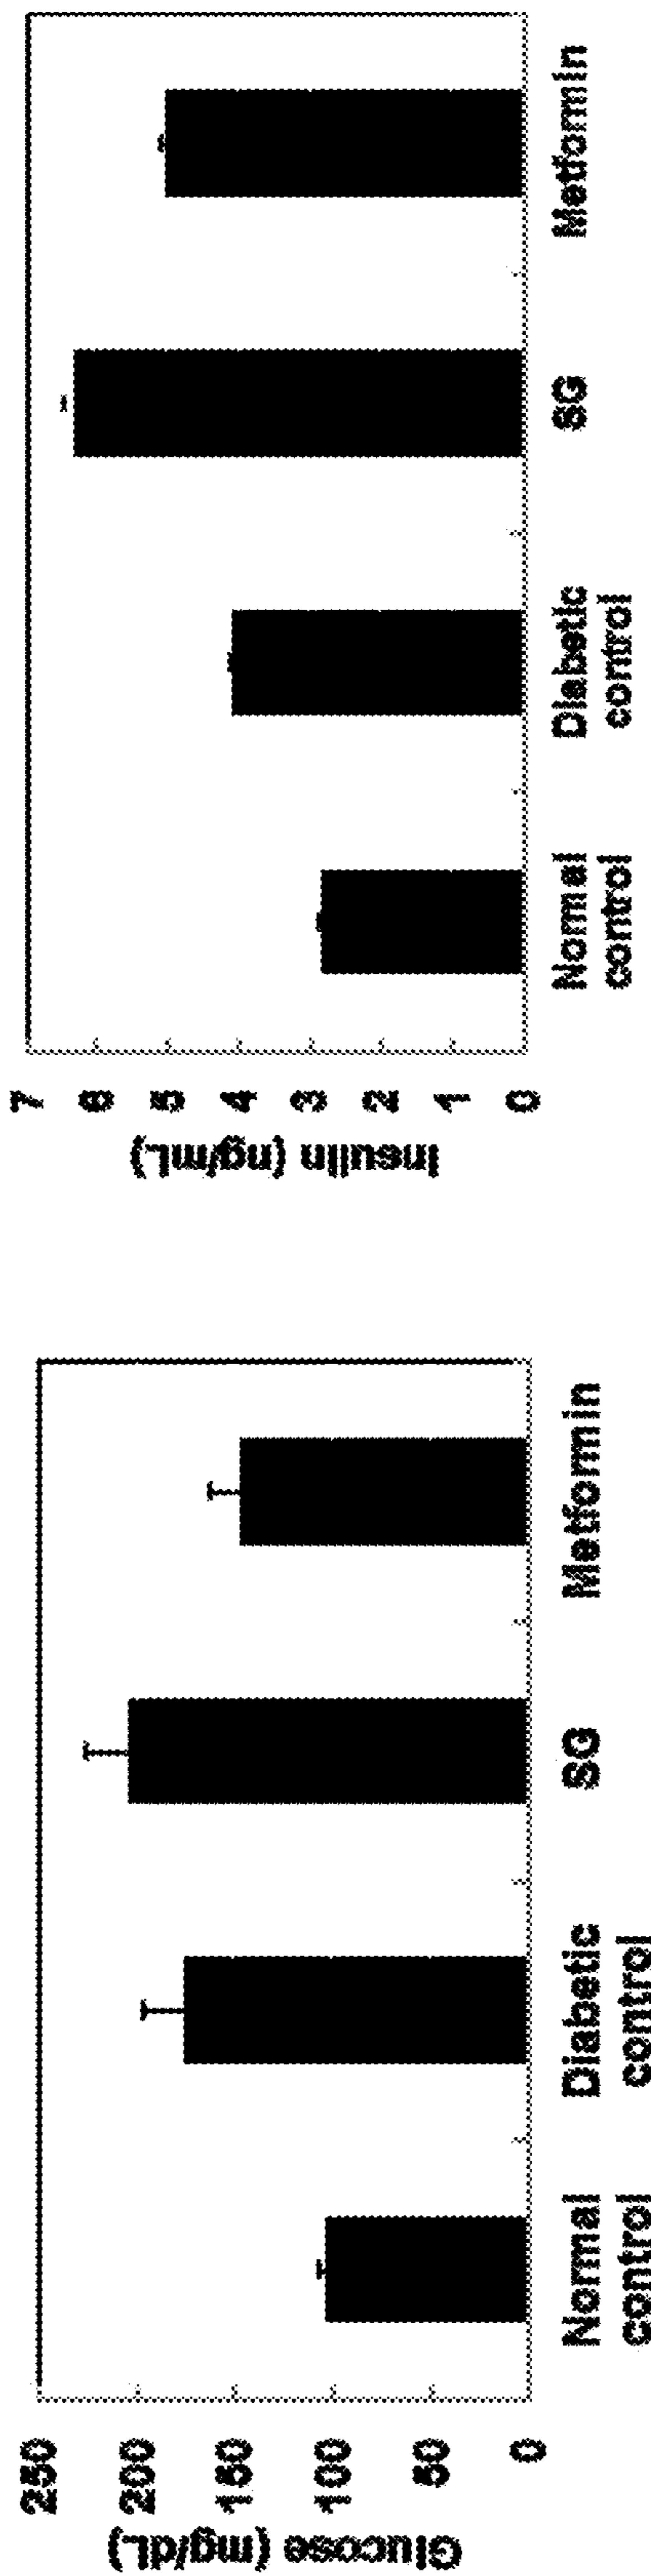 Glucose (mg/dL)
250
200
150
100
50
0
Normal
control
Diabetic
control
SG
Metformin
Insulin (ng/mL)
7
6
5
4
3
2
1
0
Normal
control
Diabetic
control
SG
Metformin